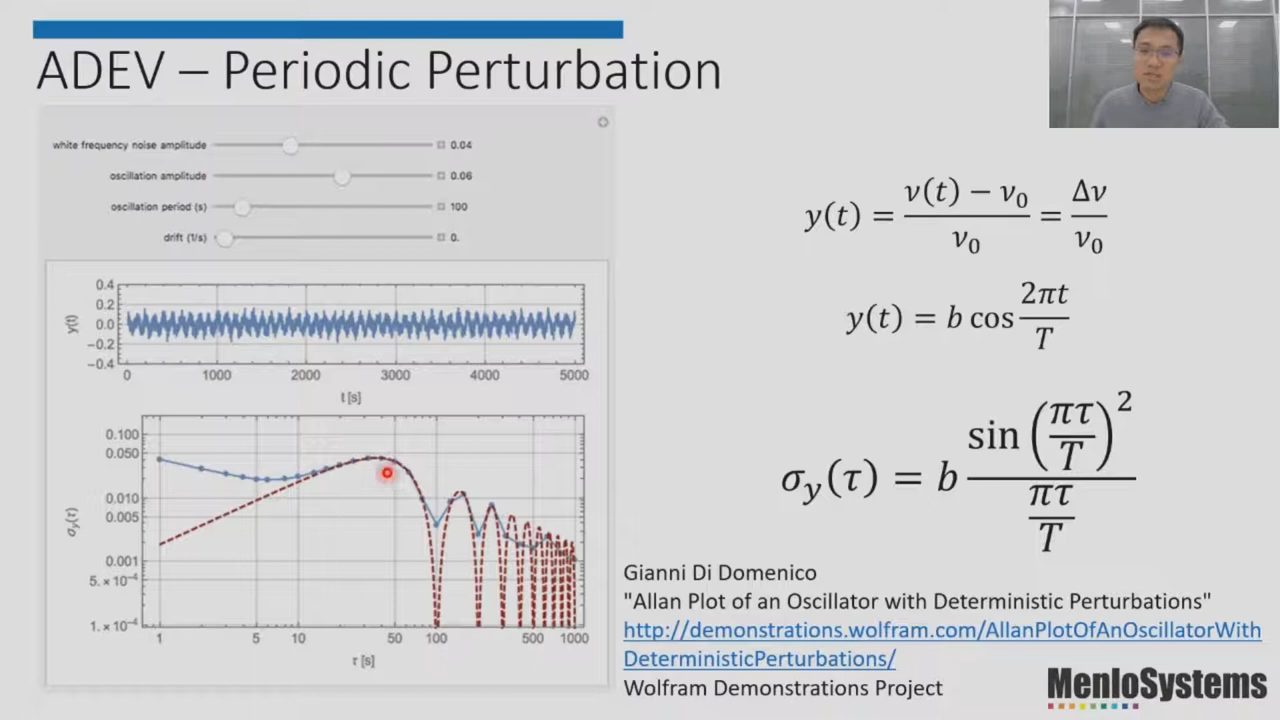 ADEV – Periodic Perturbation
white frequency noise amplitude 0.04
oscillation amplitude 0.06
oscillation period (s) 100
drift (1/s) 0.
y(t)
0.4
0.2
0.0
−0.2
−0.4
0 1000 2000 3000 4000 5000
t [s]
σy(τ)
0.100
0.050
0.010
0.005
0.001
5. × 10⁻⁴
1. × 10⁻⁴
1 5 10 50 100 500 1000
τ [s]
y(t) = (ν(t) − ν₀)/ν₀ = Δν/ν₀
y(t) = b cos 2πt/T
σy(τ) = b sin(πτ/T)²/(πτ/T)
Gianni Di Domenico
"Allan Plot of an Oscillator with Deterministic Perturbations"
http://demonstrations.wolfram.com/AllanPlotOfAnOscillatorWith
DeterministicPerturbations/
Wolfram Demonstrations Project
MenloSystems